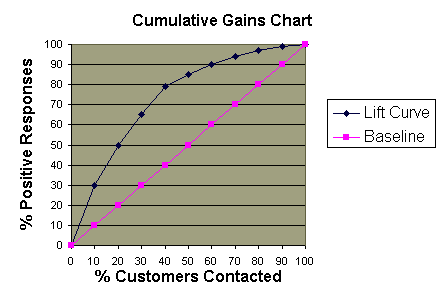 Cumulative Gains Chart
% Positive Responses
100
90
80
70
60
50
40
30
20
10
0
0 10 20 30 40 50 60 70 80 90 100
% Customers Contacted
Lift Curve
Baseline